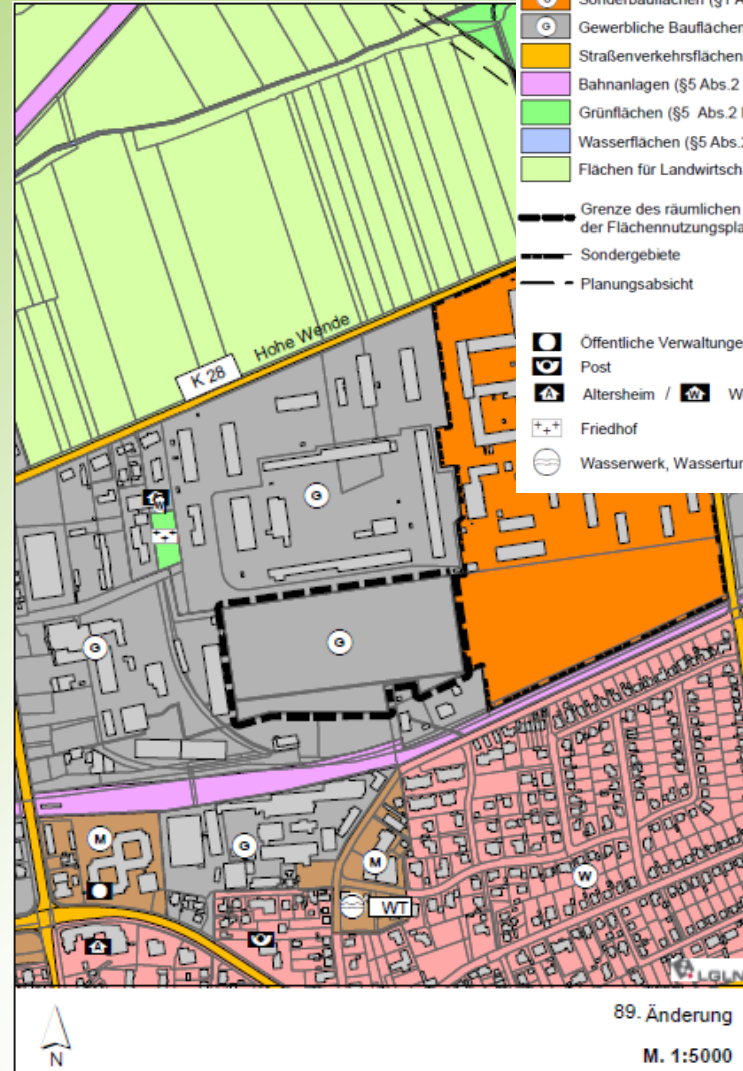 Sonderbauflächen (§1 A
G Gewerbliche Bauflächen
Straßenverkehrsflächen
Bahnanlagen (§5 Abs.2
Grünflächen (§5 Abs.2
Wasserflächen (§5 Abs.2
Flächen für Landwirtsch
Grenze des räumlichen
der Flächennutzungspla
Sondergebiete
Planungsabsicht
Öffentliche Verwaltunge
Post
A Altersheim / W W
Friedhof
Wasserwerk, Wassertur
K 28 Hohe Wende
G
W
G
G
M
G
M
W
WT
A
LGLN
89. Änderung
N
M. 1:5000